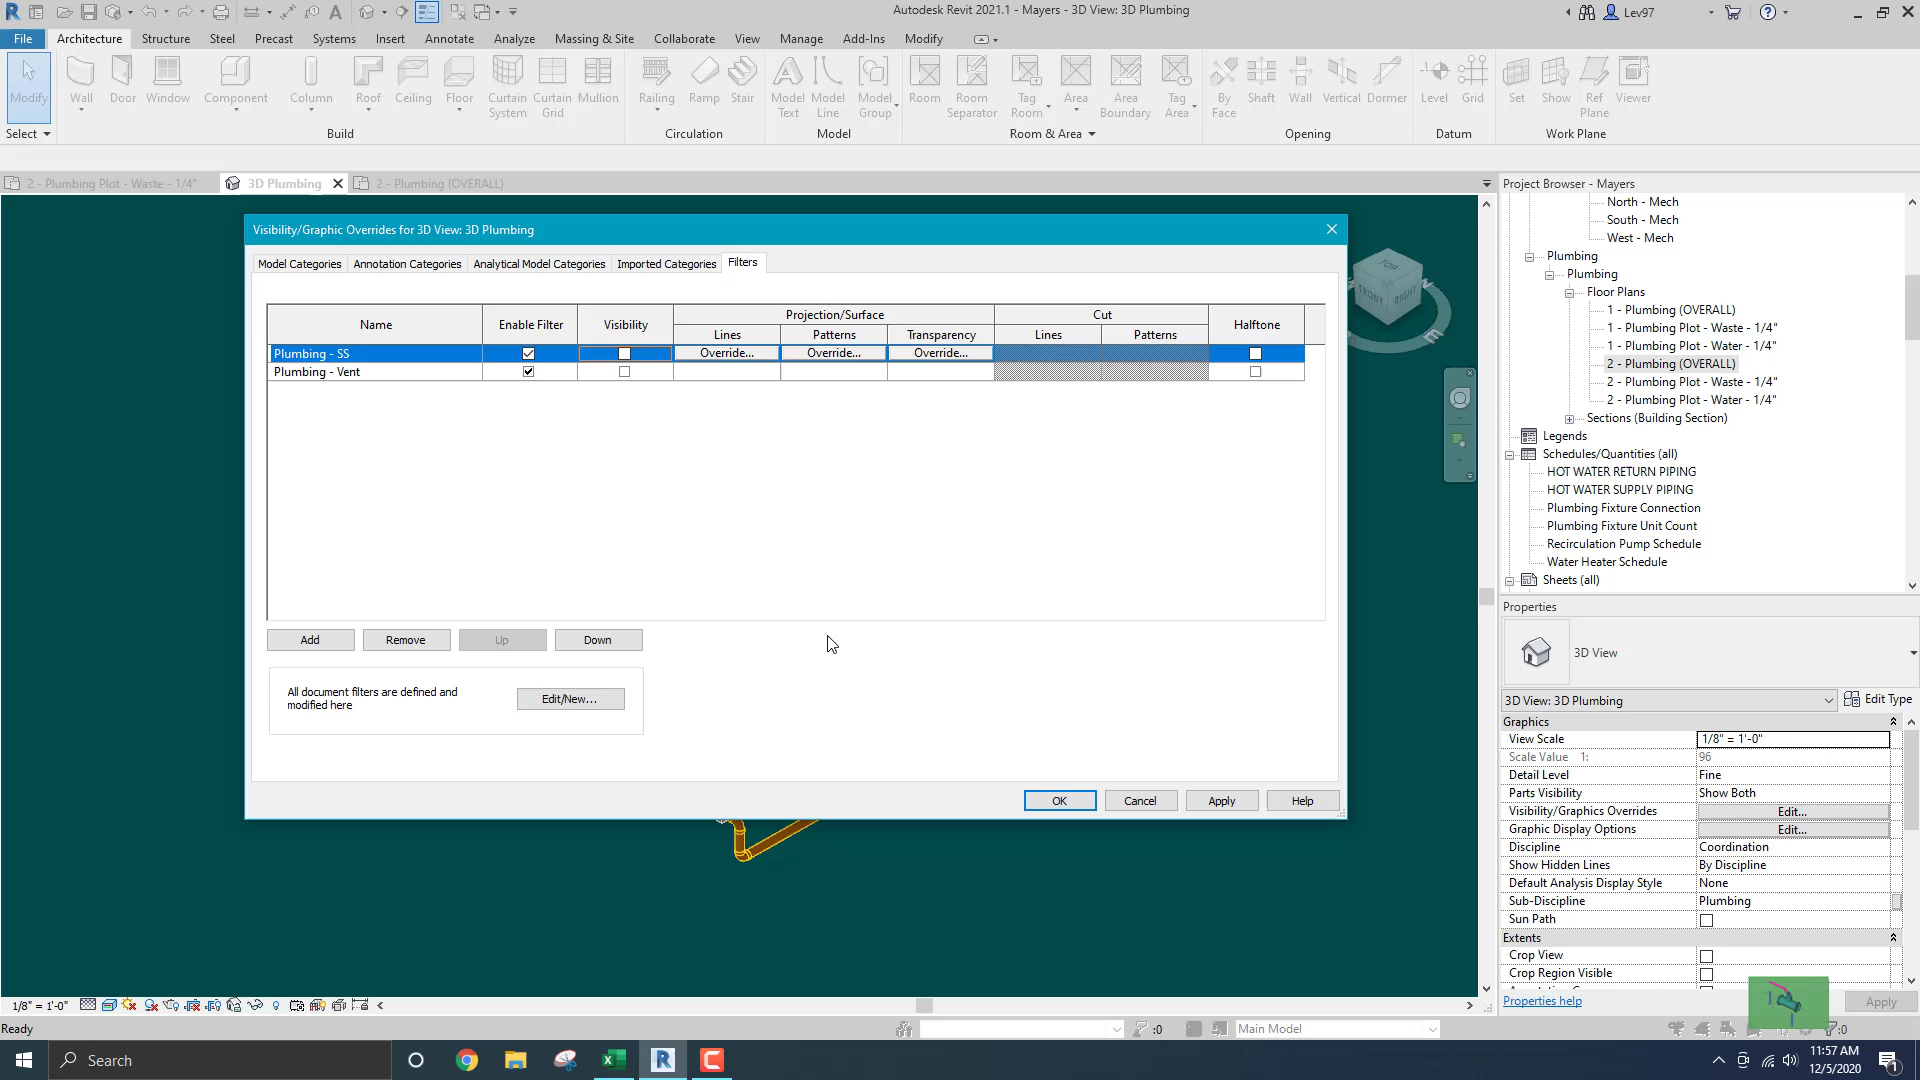 Autodesk Revit 2021.1 - Mayers - 3D View: 3D Plumbing
Lev97
File
Architecture
Structure
Steel
Precast
Systems
Insert
Annotate
Analyze
Massing & Site
Collaborate
View
Manage
Add-Ins
Modify
Modify
Wall
Door
Window
Component
Column
Roof
Ceiling
Floor
Curtain System
Curtain Grid
Mullion
Railing
Ramp
Stair
Model Text
Model Line
Model Group
Room
Room Separator
Tag Room
Area
Area Boundary
Tag Area
By Face
Shaft
Wall
Vertical
Dormer
Level
Grid
Set
Show
Ref Plane
Viewer
Select
Build
Circulation
Model
Room & Area
Opening
Datum
Work Plane
2 - Plumbing Plot - Waste - 1/4"
3D Plumbing
2 - Plumbing (OVERALL)
Visibility/Graphic Overrides for 3D View: 3D Plumbing
Model Categories
Annotation Categories
Analytical Model Categories
Imported Categories
Filters
Name
Enable Filter
Visibility
Projection/Surface
Cut
Halftone
Lines
Patterns
Transparency
Lines
Patterns
Plumbing - SS
Override...
Override...
Override...
Plumbing - Vent
Add
Remove
Up
Down
All document filters are defined and
modified here
Edit/New...
OK
Cancel
Apply
Help
TOP
FRONT
RIGHT
E
Project Browser - Mayers
North - Mech
South - Mech
West - Mech
Plumbing
Plumbing
Floor Plans
1 - Plumbing (OVERALL)
1 - Plumbing Plot - Waste - 1/4"
1 - Plumbing Plot - Water - 1/4"
2 - Plumbing (OVERALL)
2 - Plumbing Plot - Waste - 1/4"
2 - Plumbing Plot - Water - 1/4"
Sections (Building Section)
Legends
Schedules/Quantities (all)
HOT WATER RETURN PIPING
HOT WATER SUPPLY PIPING
Plumbing Fixture Connection
Plumbing Fixture Unit Count
Recirculation Pump Schedule
Water Heater Schedule
Sheets (all)
Properties
3D View
3D View: 3D Plumbing
Edit Type
Graphics
View Scale 1/8" = 1'-0"
Scale Value 1: 96
Detail Level Fine
Parts Visibility Show Both
Visibility/Graphics Overrides Edit...
Graphic Display Options Edit...
Discipline Coordination
Show Hidden Lines By Discipline
Default Analysis Display Style None
Sub-Discipline Plumbing
Sun Path
Extents
Crop View
Crop Region Visible
Properties help
Apply
1/8" = 1'-0"
Ready
:0
Main Model
:0
Search
11:57 AM
12/5/2020
1